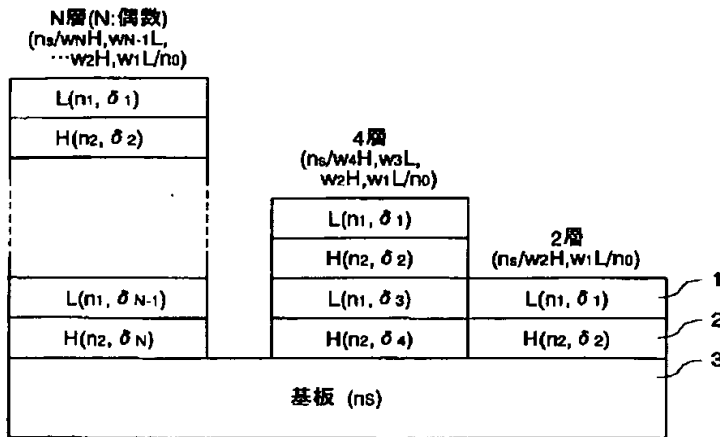 N層(N:偶数)
(ns/wNH,wN-1L,
…w2H,w1L/n0)
L(n1, δ1)
H(n2, δ2)
L(n1, δN-1)
H(n2, δN)
4層
(ns/w4H,w3L,
w2H,w1L/n0)
L(n1, δ1)
H(n2, δ2)
L(n1, δ3)
H(n2, δ4)
2層
(ns/w2H,w1L/n0)
L(n1, δ1)
H(n2, δ2)
1
2
3
基板 (ns)